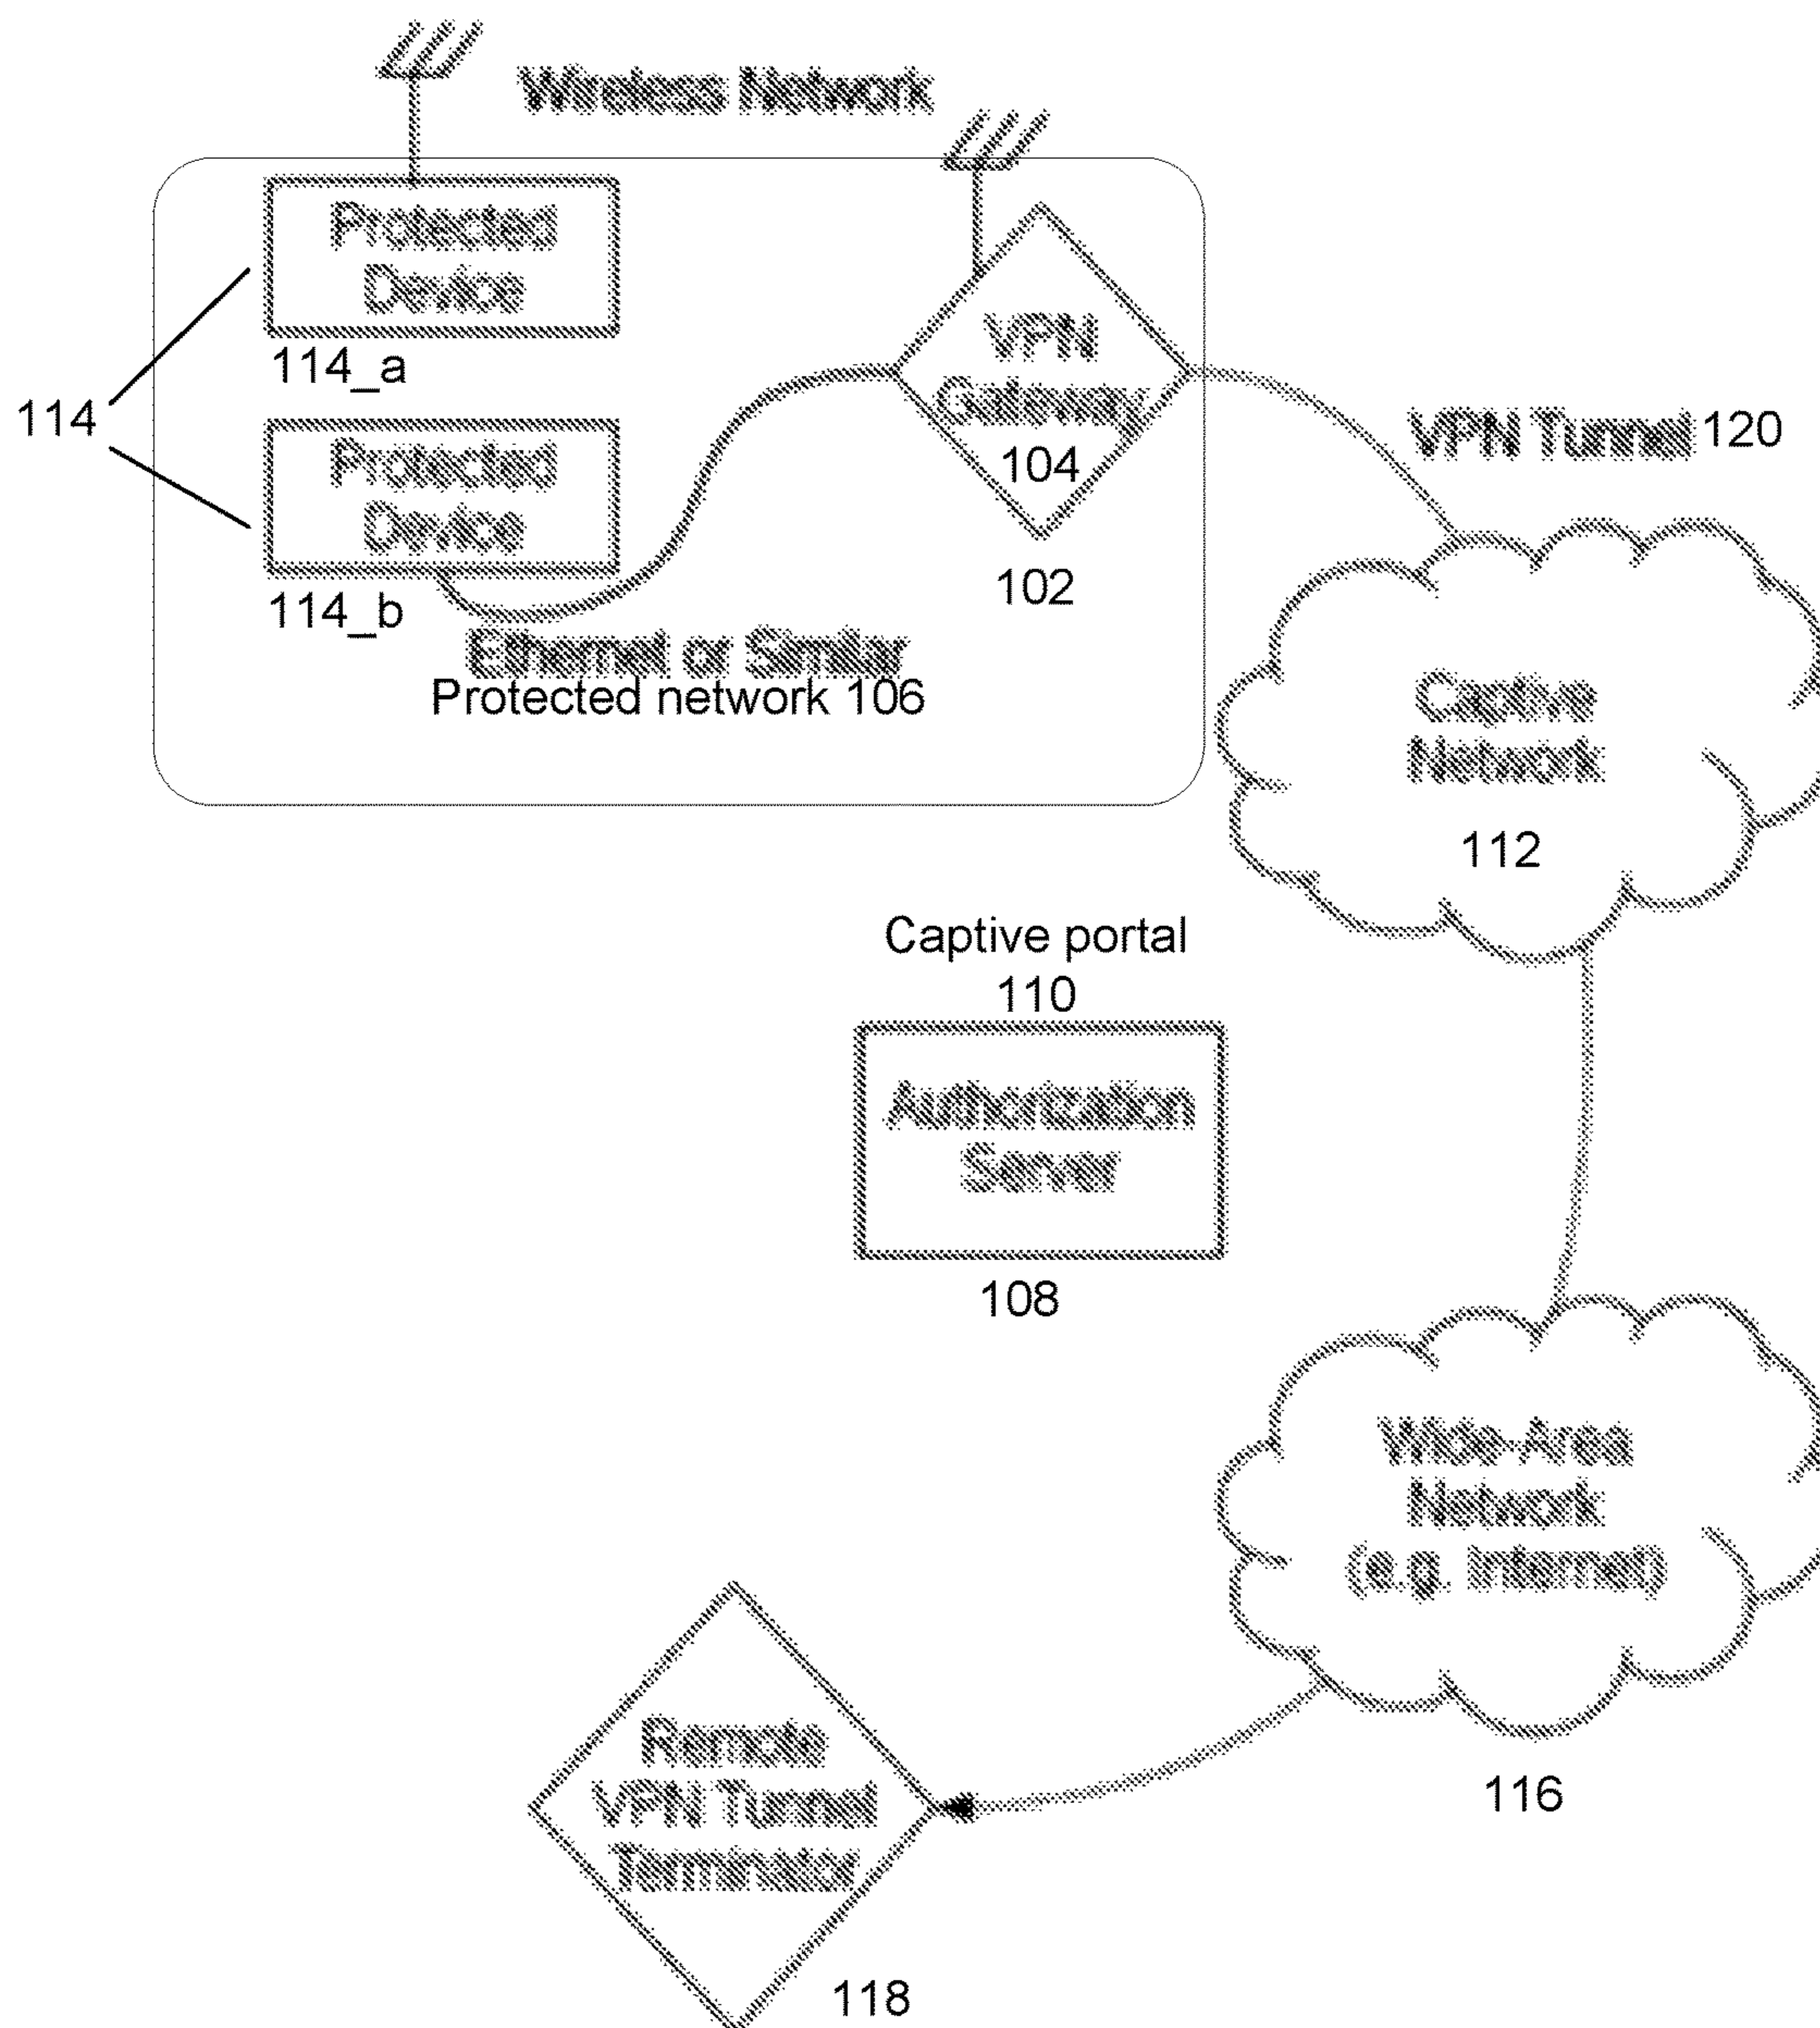 Wireless Network
Protected
Device
114_a
114
Protected
Device
114_b
VPN
Gateway
104
102
Ethernet or Similar
Protected network 106
VPN Tunnel 120
Captive
Network
112
Captive portal
110
Authorization
Server
108
Wide-Area
Network
(e.g. Internet)
116
Remote
VPN Tunnel
Terminator
118